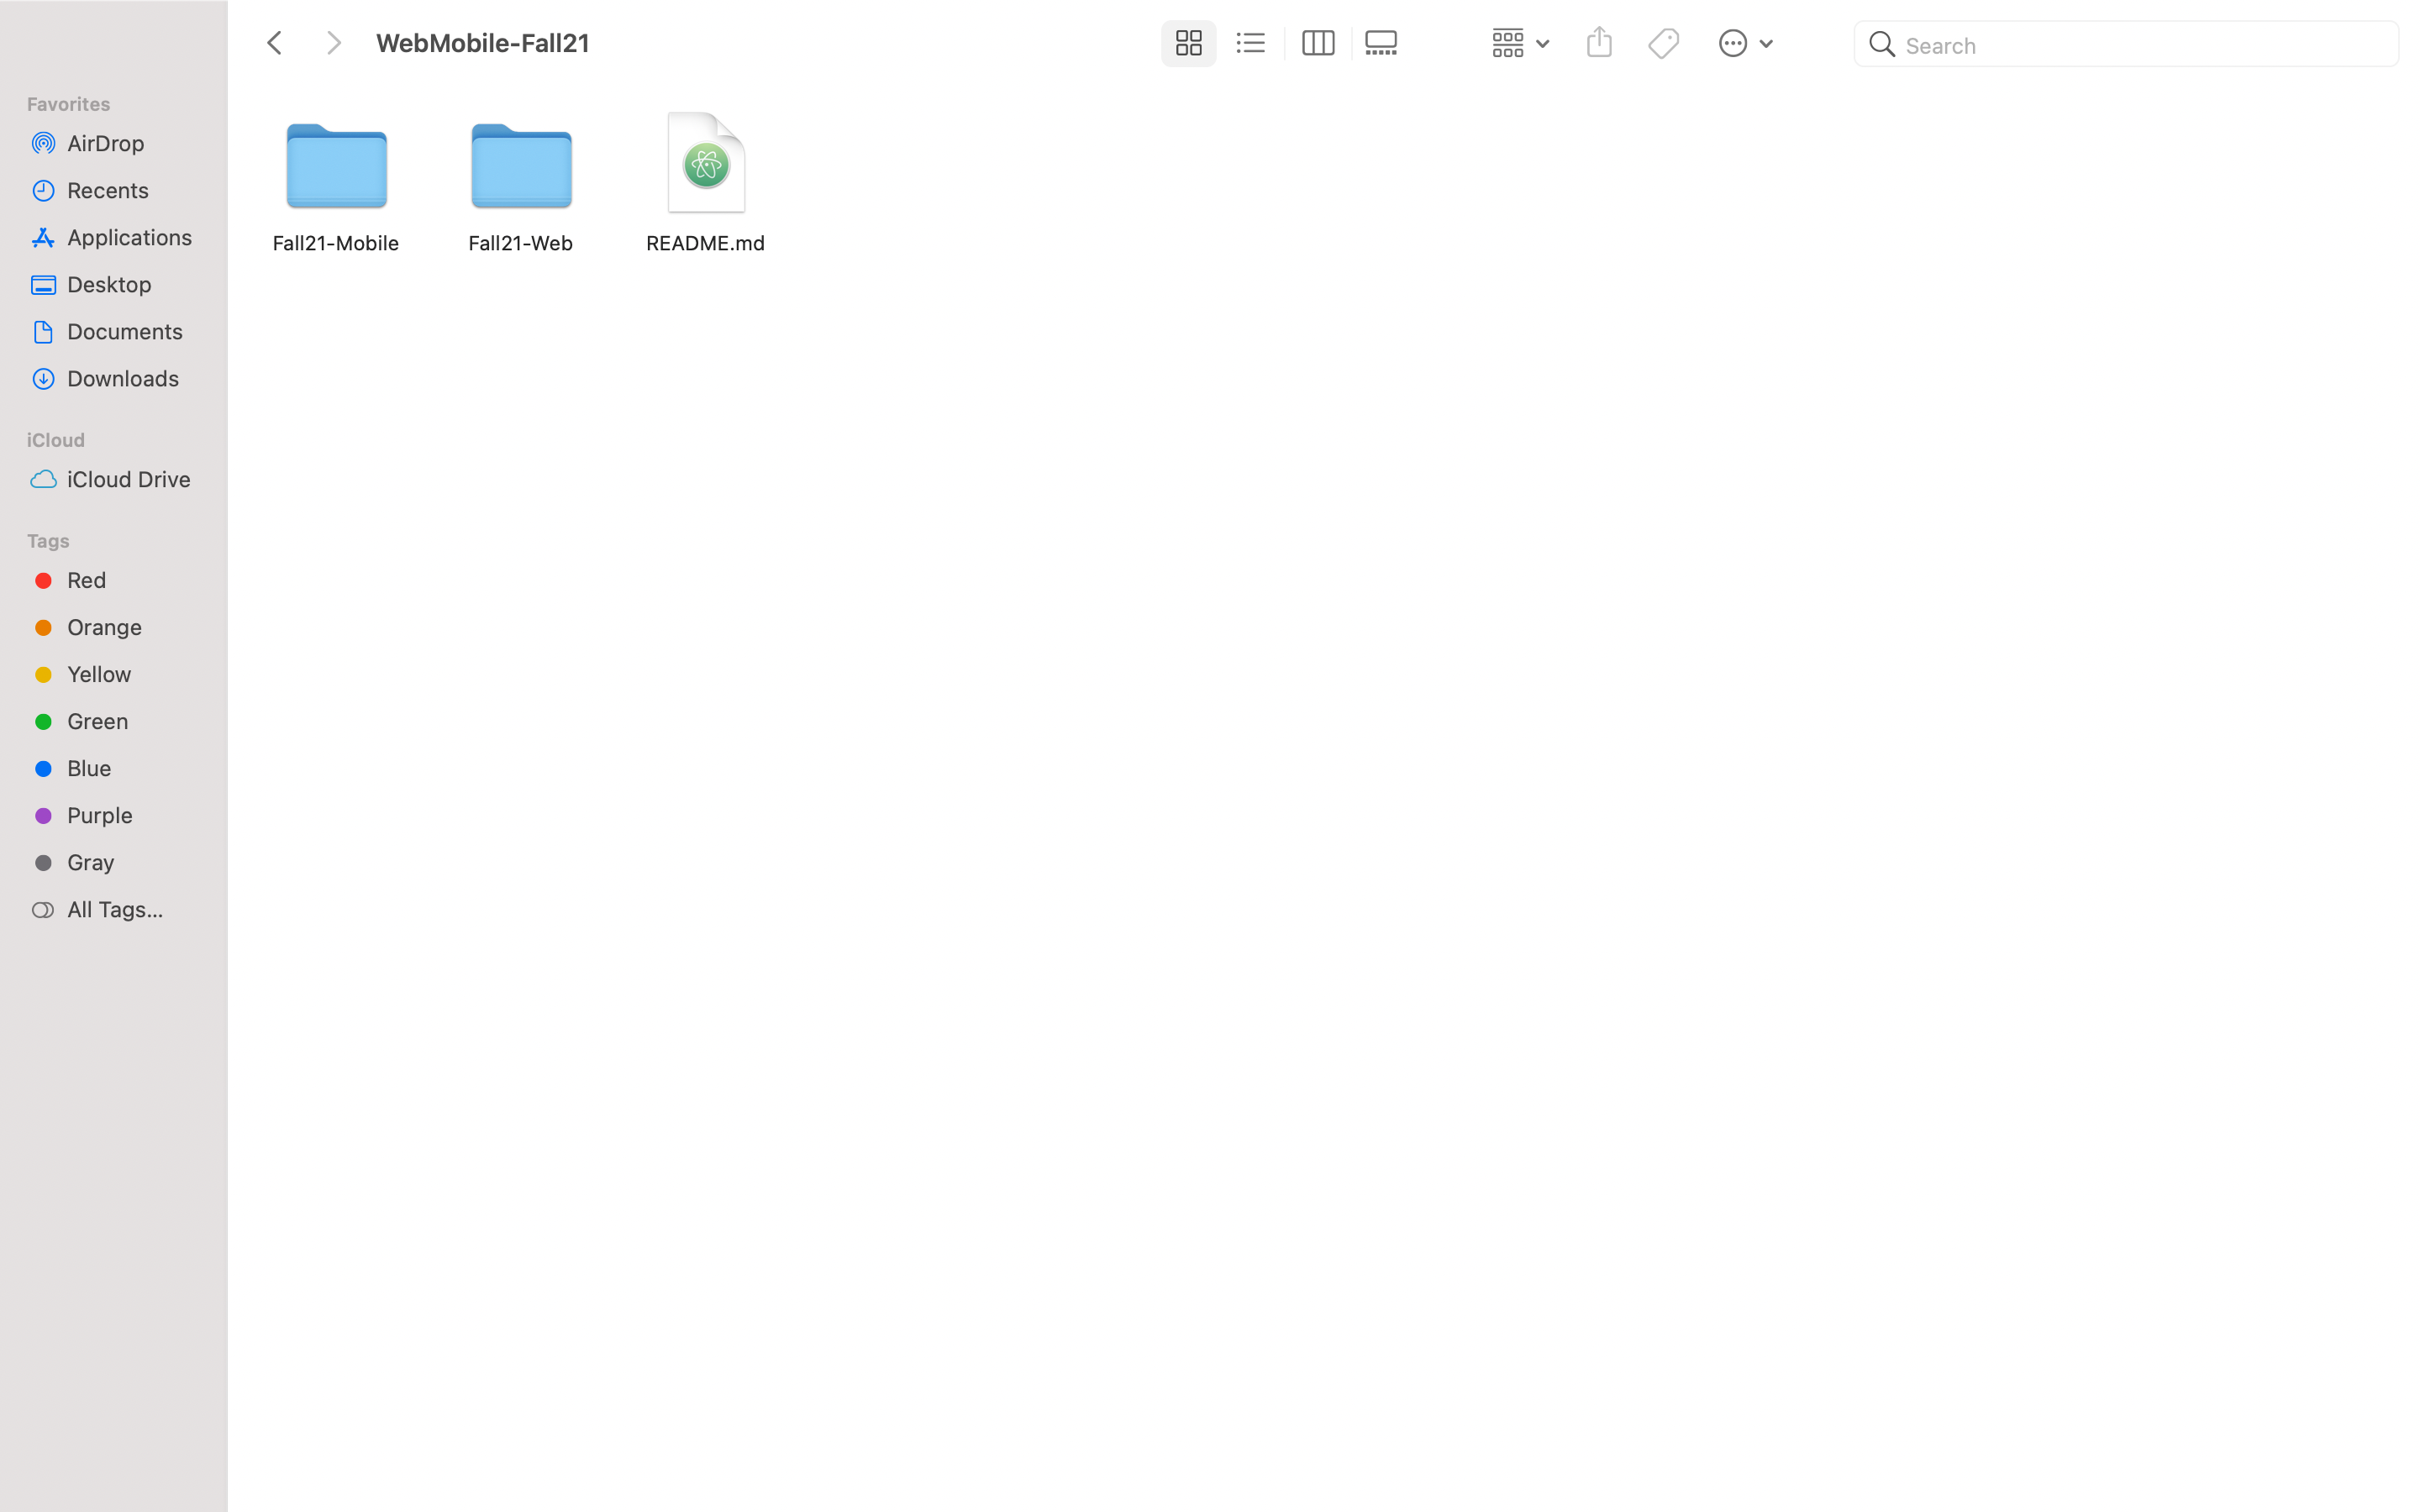 WebMobile-Fall21
Search
Favorites
AirDrop
Recents
Applications
Desktop
Documents
Downloads
iCloud
iCloud Drive
Tags
Red
Orange
Yellow
Green
Blue
Purple
Gray
All Tags...
Fall21-Mobile
Fall21-Web
README.md